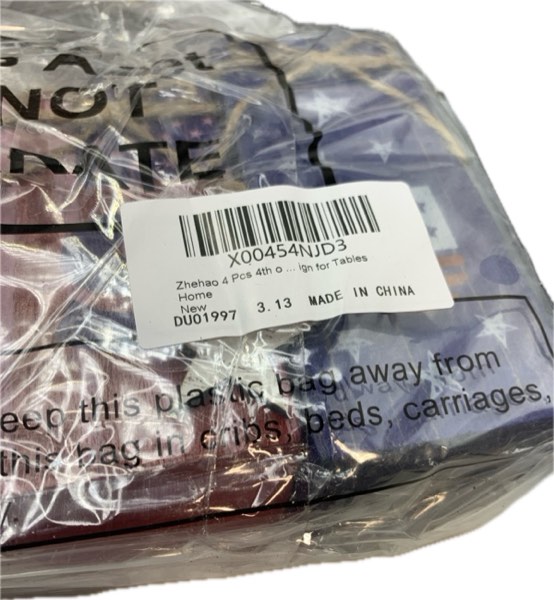 A
NOT
RATE
X00454NJD3
Zhehao 4 Pcs 4th o ... ign for Tables
Home
New
DU01997 3.13 MADE IN CHINA
eep this plastic bag away from
this bag in cribs, beds, carriages,